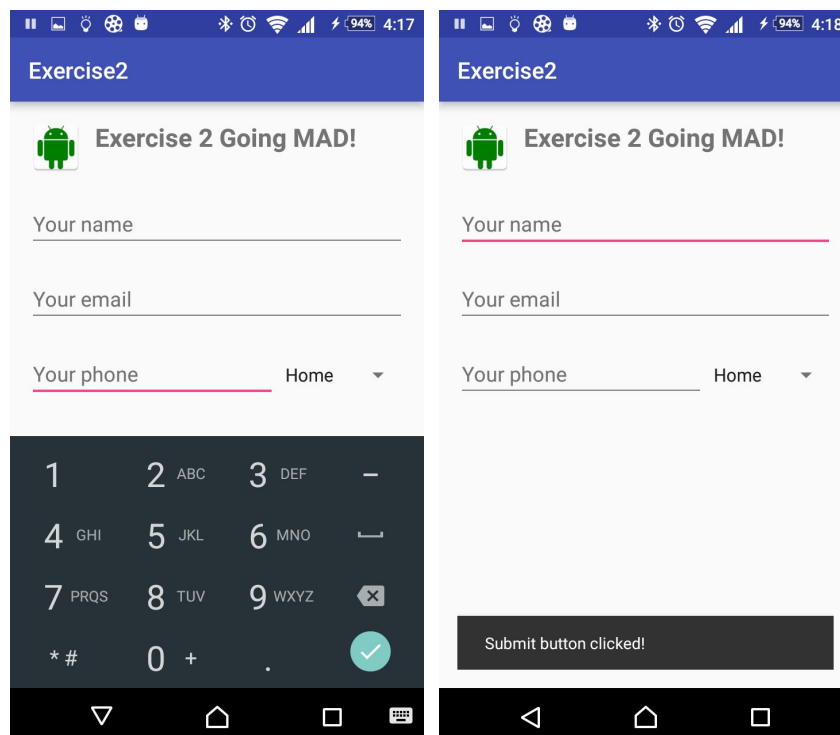 94% 4:17
Exercise2
Exercise 2 Going MAD!
Your name
Your email
Your phone Home
1 2 ABC 3 DEF -
4 GHI 5 JKL 6 MNO
7 PRQS 8 TUV 9 WXYZ
* # 0 + .
94% 4:18
Exercise2
Exercise 2 Going MAD!
Your name
Your email
Your phone Home
Submit button clicked!